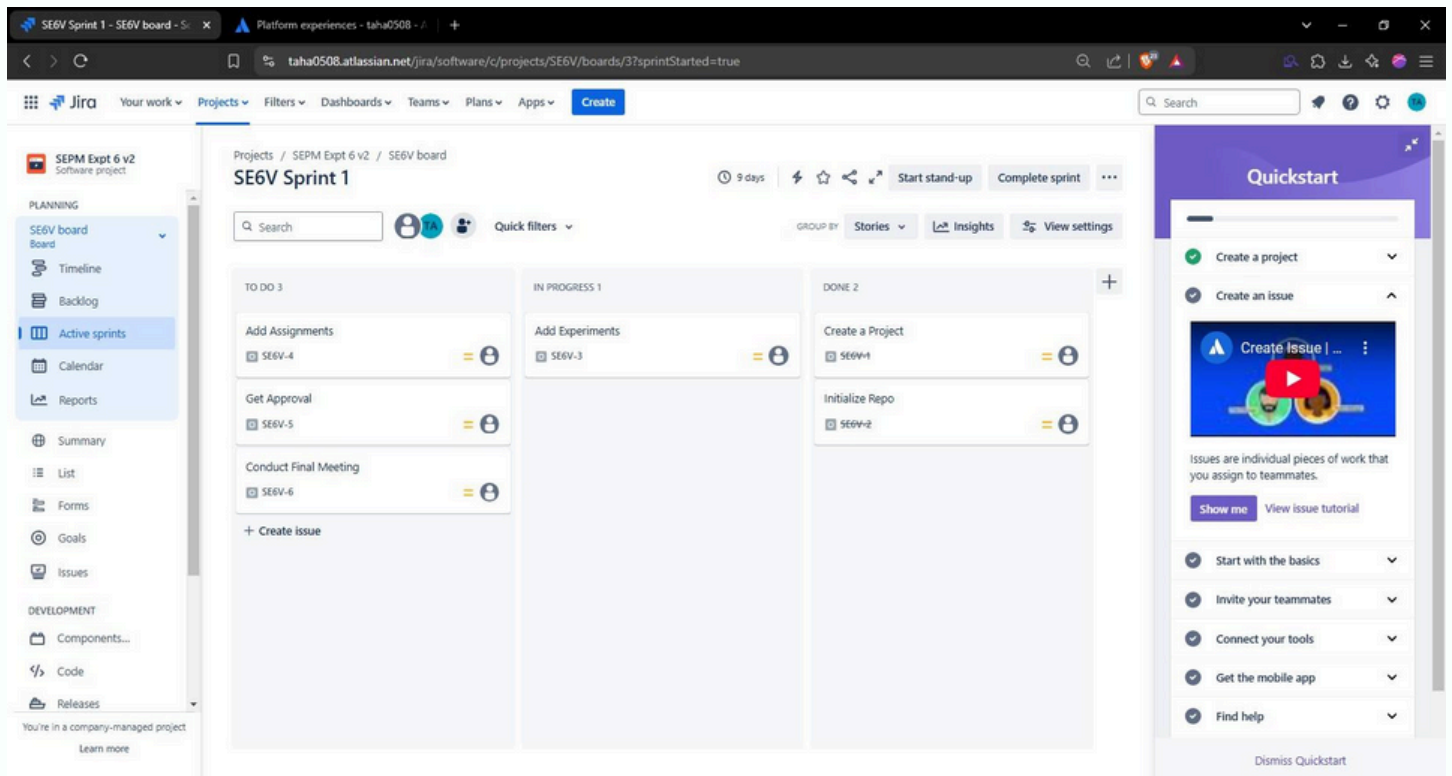 SE6V Sprint 1 - SE6V board - Sc
Platform experiences - taha0508 - A
taha0508.atlassian.net/jira/software/c/projects/SE6V/boards/3?sprintStarted=true
Jira Your work Projects Filters Dashboards Teams Plans Apps Create Search TA
SEPM Expt 6 v2
Software project
PLANNING
SE6V board
Board
Timeline
Backlog
Active sprints
Calendar
Reports
Summary
List
Forms
Goals
Issues
DEVELOPMENT
Components...
Code
Releases
You're in a company-managed project
Learn more
Projects / SEPM Expt 6 v2 / SE6V board
SE6V Sprint 1
9 days Start stand-up Complete sprint
Search TA Quick filters GROUP BY Stories Insights View settings
TO DO 3
Add Assignments
SE6V-4
Get Approval
SE6V-5
Conduct Final Meeting
SE6V-6
+ Create issue
IN PROGRESS 1
Add Experiments
SE6V-3
DONE 2
Create a Project
SE6V-1
Initialize Repo
SE6V-2
Quickstart
Create a project
Create an issue
Create Issue | ...
Issues are individual pieces of work that
you assign to teammates.
Show me View issue tutorial
Start with the basics
Invite your teammates
Connect your tools
Get the mobile app
Find help
Dismiss Quickstart